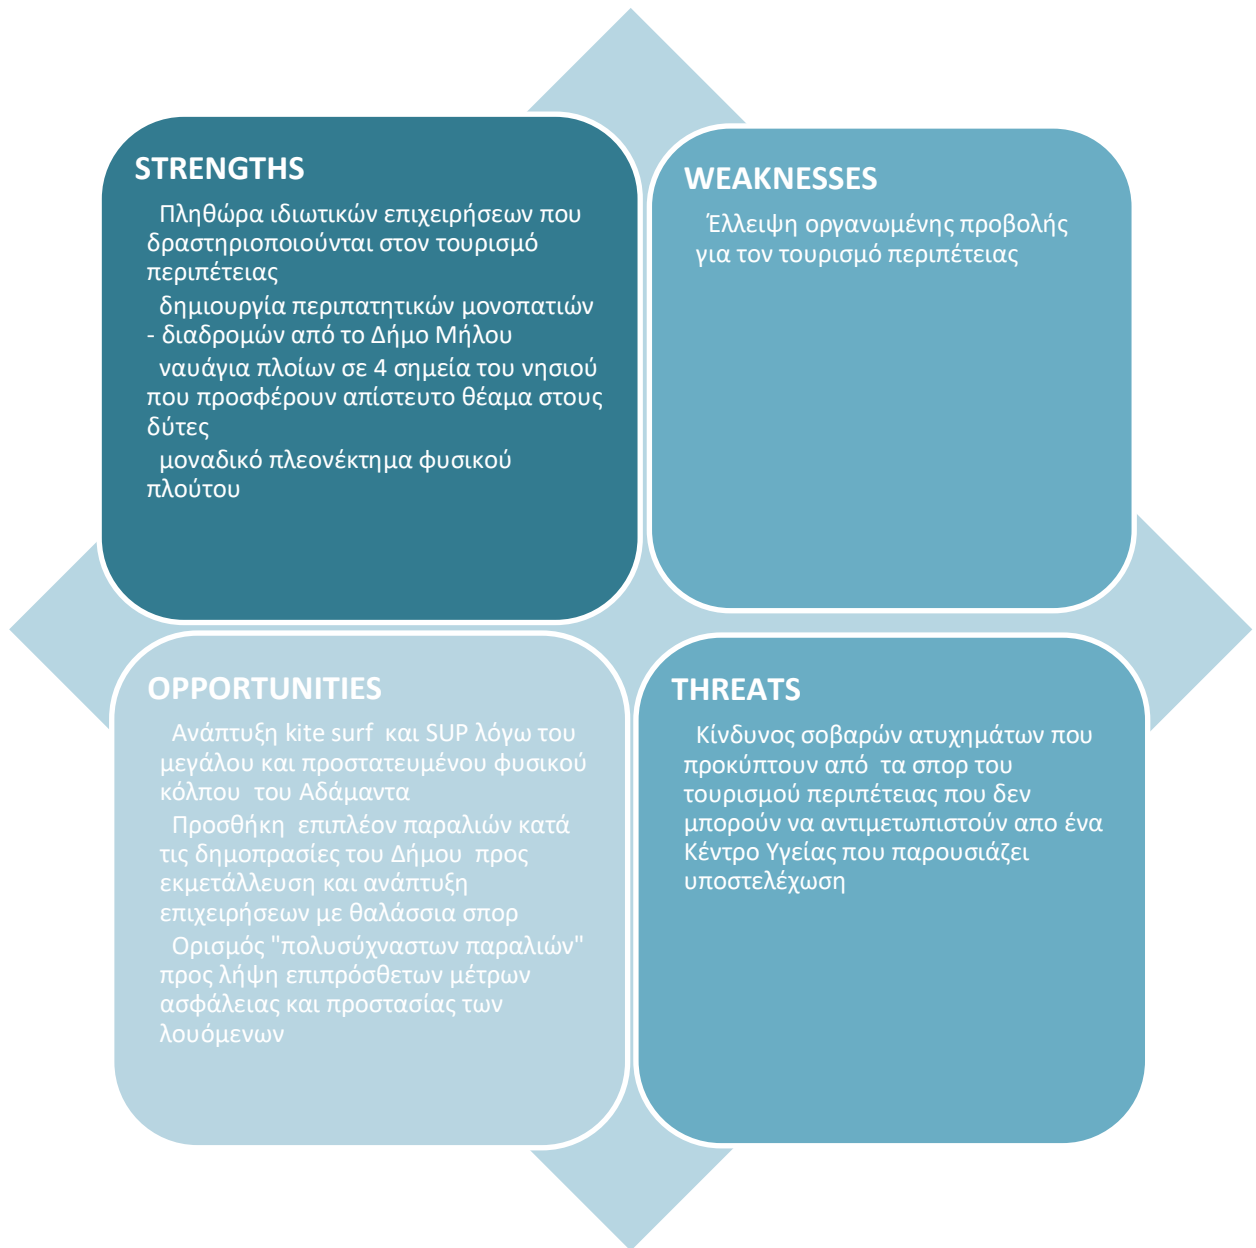 STRENGTHS
Πληθώρα ιδιωτικών επιχειρήσεων που
δραστηριοποιούνται στον τουρισμό
περιπέτειας
δημιουργία περιπατητικών μονοπατιών
- διαδρομών από το Δήμο Μήλου
ναυάγια πλοίων σε 4 σημεία του νησιού
που προσφέρουν απίστευτο θέαμα στους
δύτες
μοναδικό πλεονέκτημα φυσικού
πλούτου
WEAKNESSES
Έλλειψη οργανωμένης προβολής
για τον τουρισμό περιπέτειας
OPPORTUNITIES
Ανάπτυξη kite surf και SUP λόγω του
μεγάλου και προστατευμένου φυσικού
κόλπου του Αδάμαντα
Προσθήκη επιπλέον παραλιών κατά
τις δημοπρασίες του Δήμου προς
εκμετάλλευση και ανάπτυξη
επιχειρήσεων με θαλάσσια σπορ
Ορισμός "πολυσύχναστων παραλιών"
προς λήψη επιπρόσθετων μέτρων
ασφάλειας και προστασίας των
λουόμενων
THREATS
Κίνδυνος σοβαρών ατυχημάτων που
προκύπτουν από τα σπορ του
τουρισμού περιπέτειας που δεν
μπορούν να αντιμετωπιστούν απο ένα
Κέντρο Υγείας που παρουσιάζει
υποστελέχωση